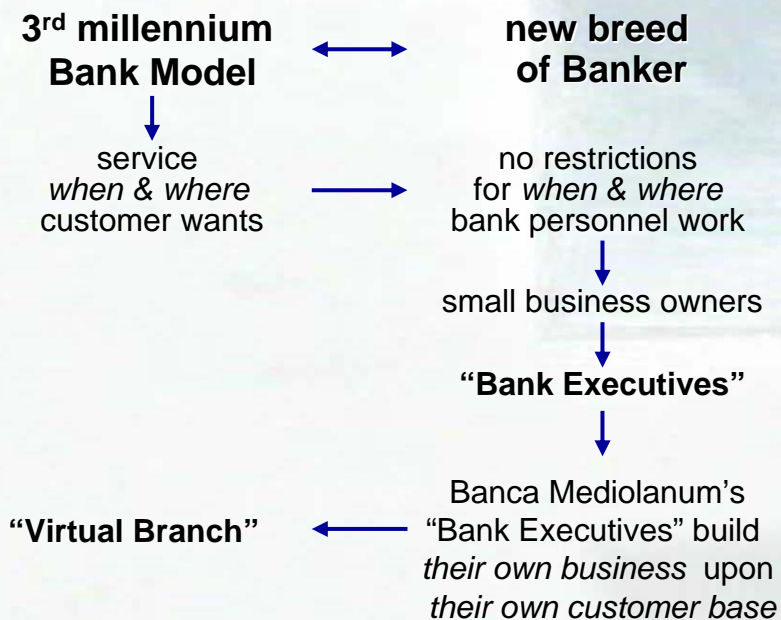 3rd millennium
Bank Model
new breed
of Banker
service
when & where
customer wants
no restrictions
for when & where
bank personnel work
small business owners
“Bank Executives”
Banca Mediolanum’s
“Bank Executives” build
their own business upon
their own customer base
“Virtual Branch”